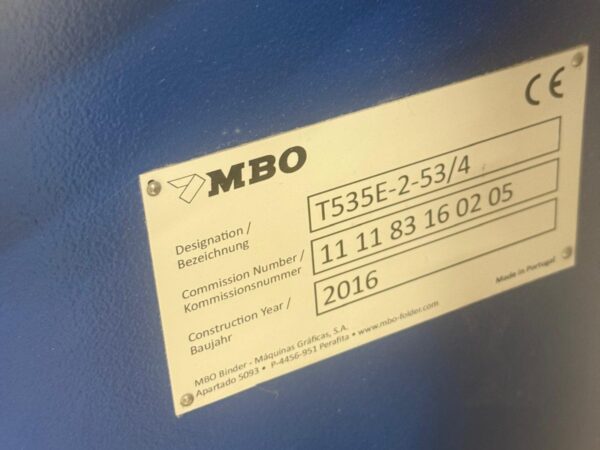 CE
MBO
Designation /
Bezeichnung
T535E-2-53/4
Commission Number /
Kommissionsnummer
11 11 83 16 02 05
Construction Year /
Baujahr
2016
MBO Binder - Máquinas Gráficas, S.A.
Apartado 5093 • P-4456-951 Perafita • www.mbo-folder.com
Made in Portugal